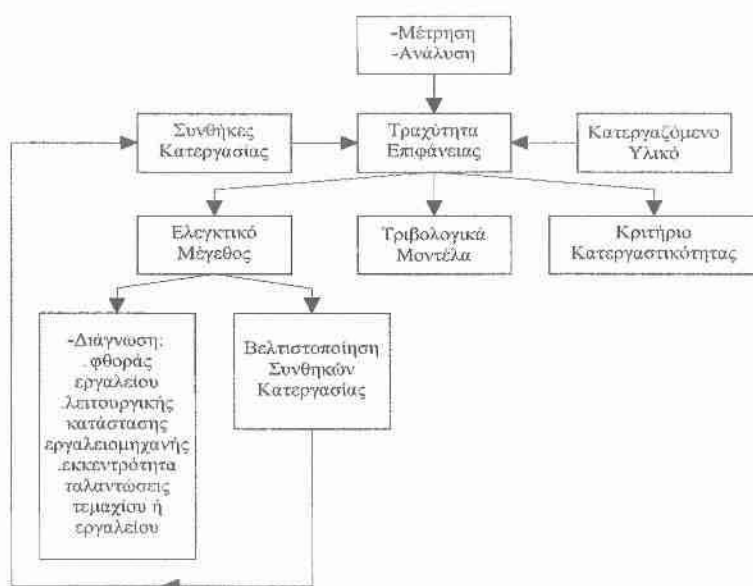 -Μέτρηση
-Ανάλυση
Συνθήκες
Κατεργασίας
Τραχύτητα
Επιφάνειας
Κατεργαζόμενο
Υλικό
Ελεγκτικό
Μέγεθος
Τριβολογικά
Μοντέλα
Κριτήριο
Κατεργαστικότητας
-Διάγνωση:
.φθοράς
εργαλείου
.λειτουργικής
κατάστασης
εργαλειομηχανής
.εκκεντρότητα
ταλαντώσεις
τεμαχίου ή
εργαλείου
Βελτιστοποίηση
Συνθηκών
Κατεργασίας